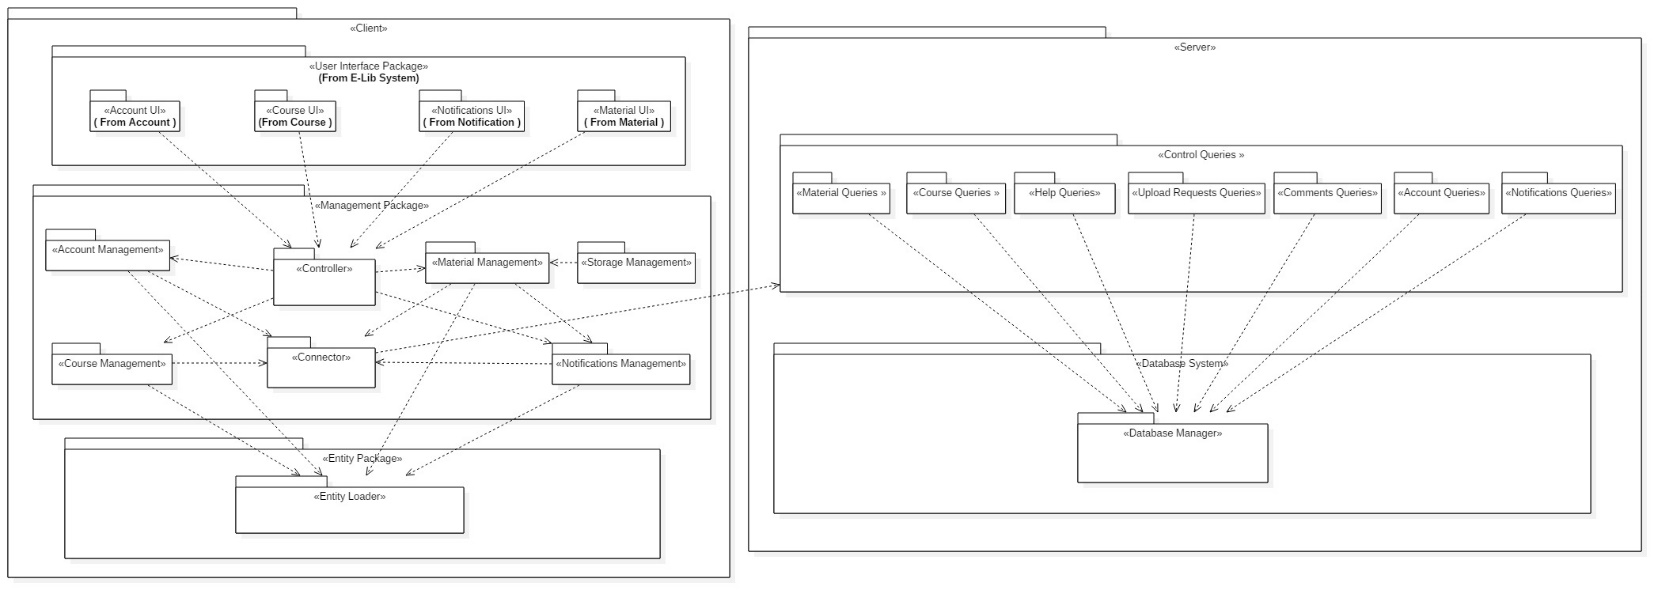 «Client»
«User Interface Package»
(From E-Lib System)
«Account UI»
( From Account )
«Course UI»
(From Course )
«Notifications UI»
( From Notification )
«Material UI»
( From Material )
«Management Package»
«Account Management»
«Controller»
«Material Management»
«Storage Management»
«Course Management»
«Connector»
«Notifications Management»
«Entity Package»
«Entity Loader»
«Server»
«Control Queries »
«Material Queries »
«Course Queries »
«Help Queries»
«Upload Requests Queries»
«Comments Queries»
«Account Queries»
«Notifications Queries»
«Database System»
«Database Manager»